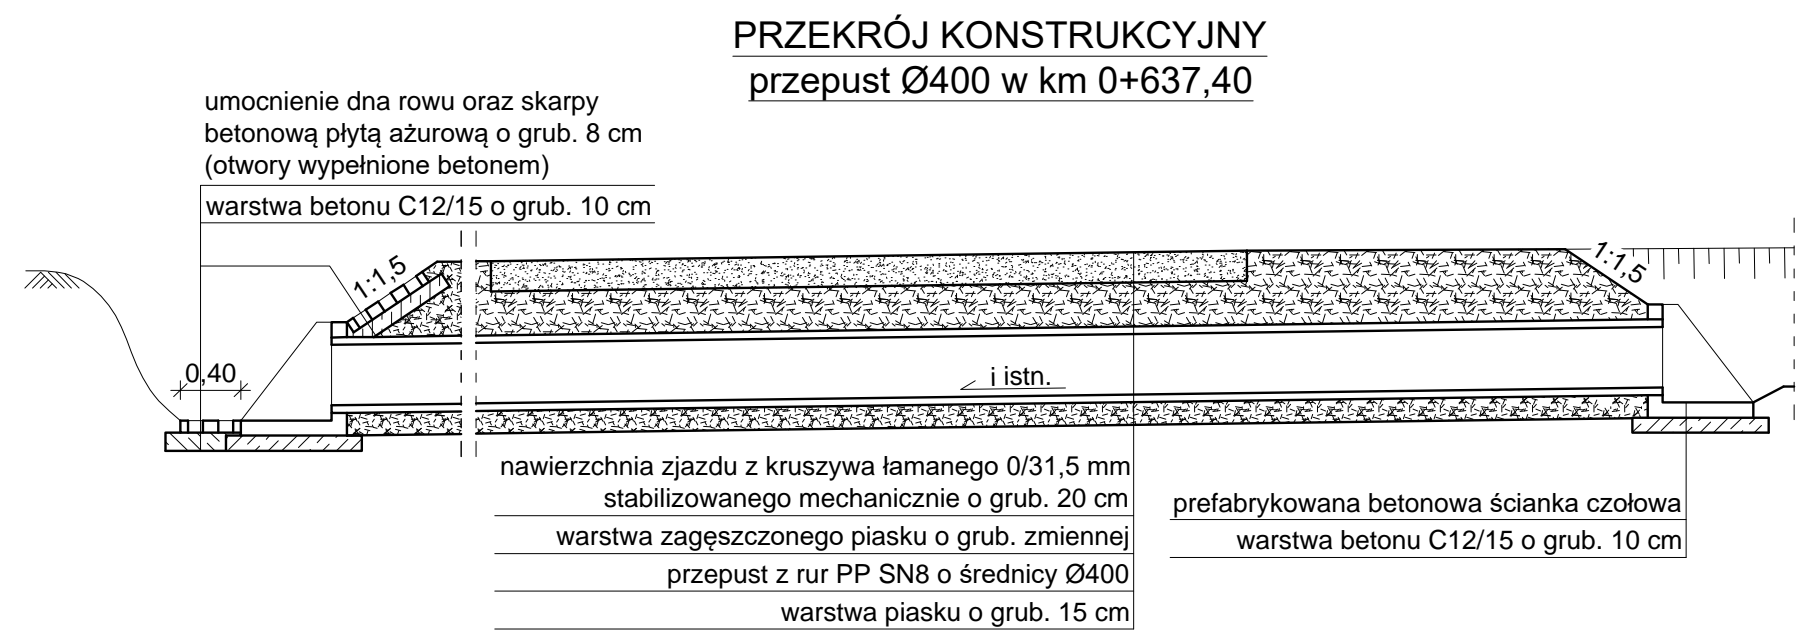 PRZEKRÓJ KONSTRUKCYJNY
przepust Ø400 w km 0+637,40
umocnienie dna rowu oraz skarpy
betonową płytą ażurową o grub. 8 cm
(otwory wypełnione betonem)
warstwa betonu C12/15 o grub. 10 cm
1:1,5
1:1,5
0,40
i istn.
nawierzchnia zjazdu z kruszywa łamanego 0/31,5 mm
stabilizowanego mechanicznie o grub. 20 cm
warstwa zagęszczonego piasku o grub. zmiennej
przepust z rur PP SN8 o średnicy Ø400
warstwa piasku o grub. 15 cm
prefabrykowana betonowa ścianka czołowa
warstwa betonu C12/15 o grub. 10 cm